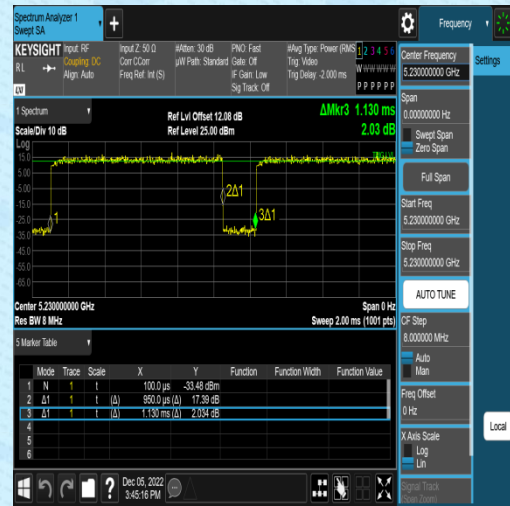 Spectrum Analyzer 1
Swept SA
Frequency
KEYSIGHT
Input: RF
Input Z: 50 Ω
#Atten: 30 dB
PNO: Fast
#Avg Type: Power (RMS
1 2 3 4 5 6
RL
Coupling: DC
Corr CCorr
µW Path: Standard
Gate: Off
Trig: Video
Align: Auto
Freq Ref: Int (S)
IF Gain: Low
Trig Delay: -2.000 ms
W W W W W W
Sig Track: Off
P P P P P P
Center Frequency
5.230000000 GHz
Settings
1 Spectrum
Ref Lvl Offset 12.08 dB
ΔMkr3 1.130 ms
Scale/Div 10 dB
Ref Level 25.00 dBm
2.03 dB
Log
15.0
5.00
-5.00
-15.0
-25.0
-35.0
-45.0
-55.0
-65.0
1
2Δ1
3Δ1
Center 5.230000000 GHz
Span 0 Hz
Res BW 8 MHz
Sweep 2.00 ms (1001 pts)
Span
0.00000000 Hz
Swept Span
Zero Span
Full Span
Start Freq
5.230000000 GHz
Stop Freq
5.230000000 GHz
AUTO TUNE
CF Step
8.000000 MHz
Auto
Man
Freq Offset
0 Hz
X Axis Scale
Log
Lin
Signal Track
(Span Zoom)
Local
5 Marker Table
Mode Trace Scale X Y Function Function Width Function Value
1 N 1 t 100.0 µs -33.48 dBm
2 Δ1 1 t (Δ) 950.0 µs (Δ) 17.39 dB
3 Δ1 1 t (Δ) 1.130 ms (Δ) 2.034 dB
4
5
6
Dec 05, 2022
3:45:16 PM